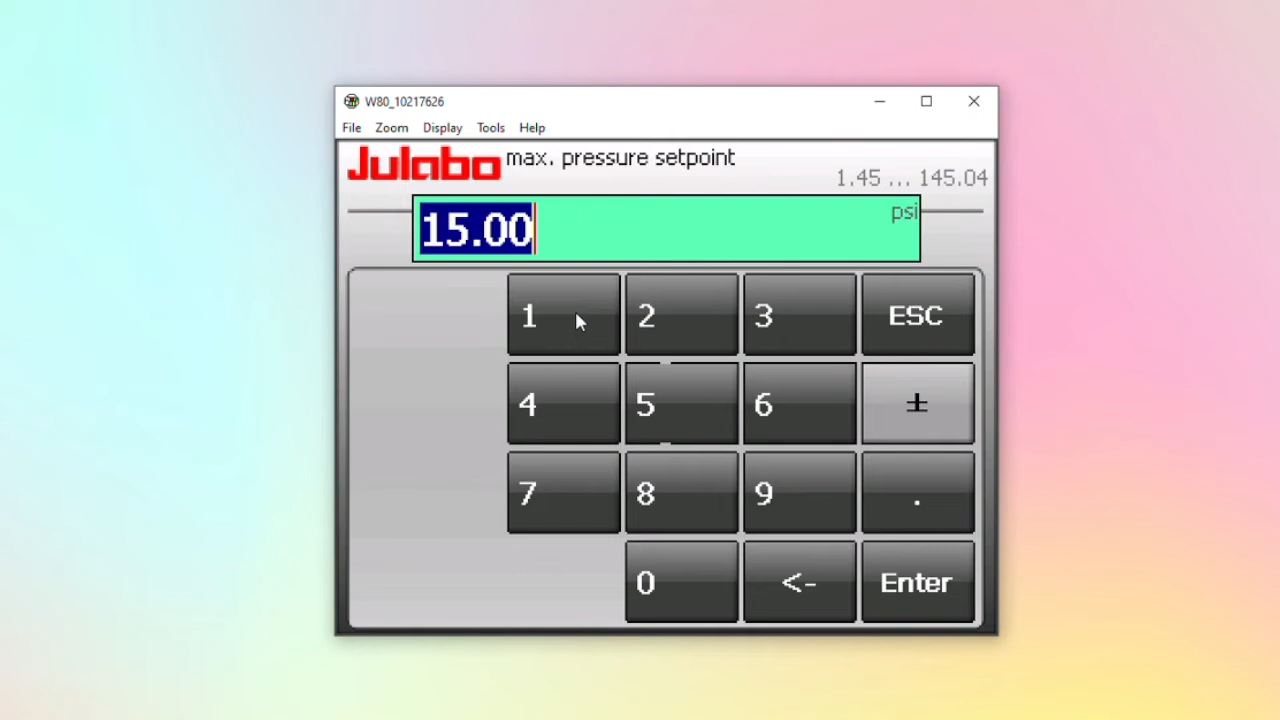 W80_10217626
File Zoom Display Tools Help
Julabo max. pressure setpoint
1.45 ... 145.04
15.00 psi
1 2 3 ESC
4 5 6 ±
7 8 9 .
0 <- Enter